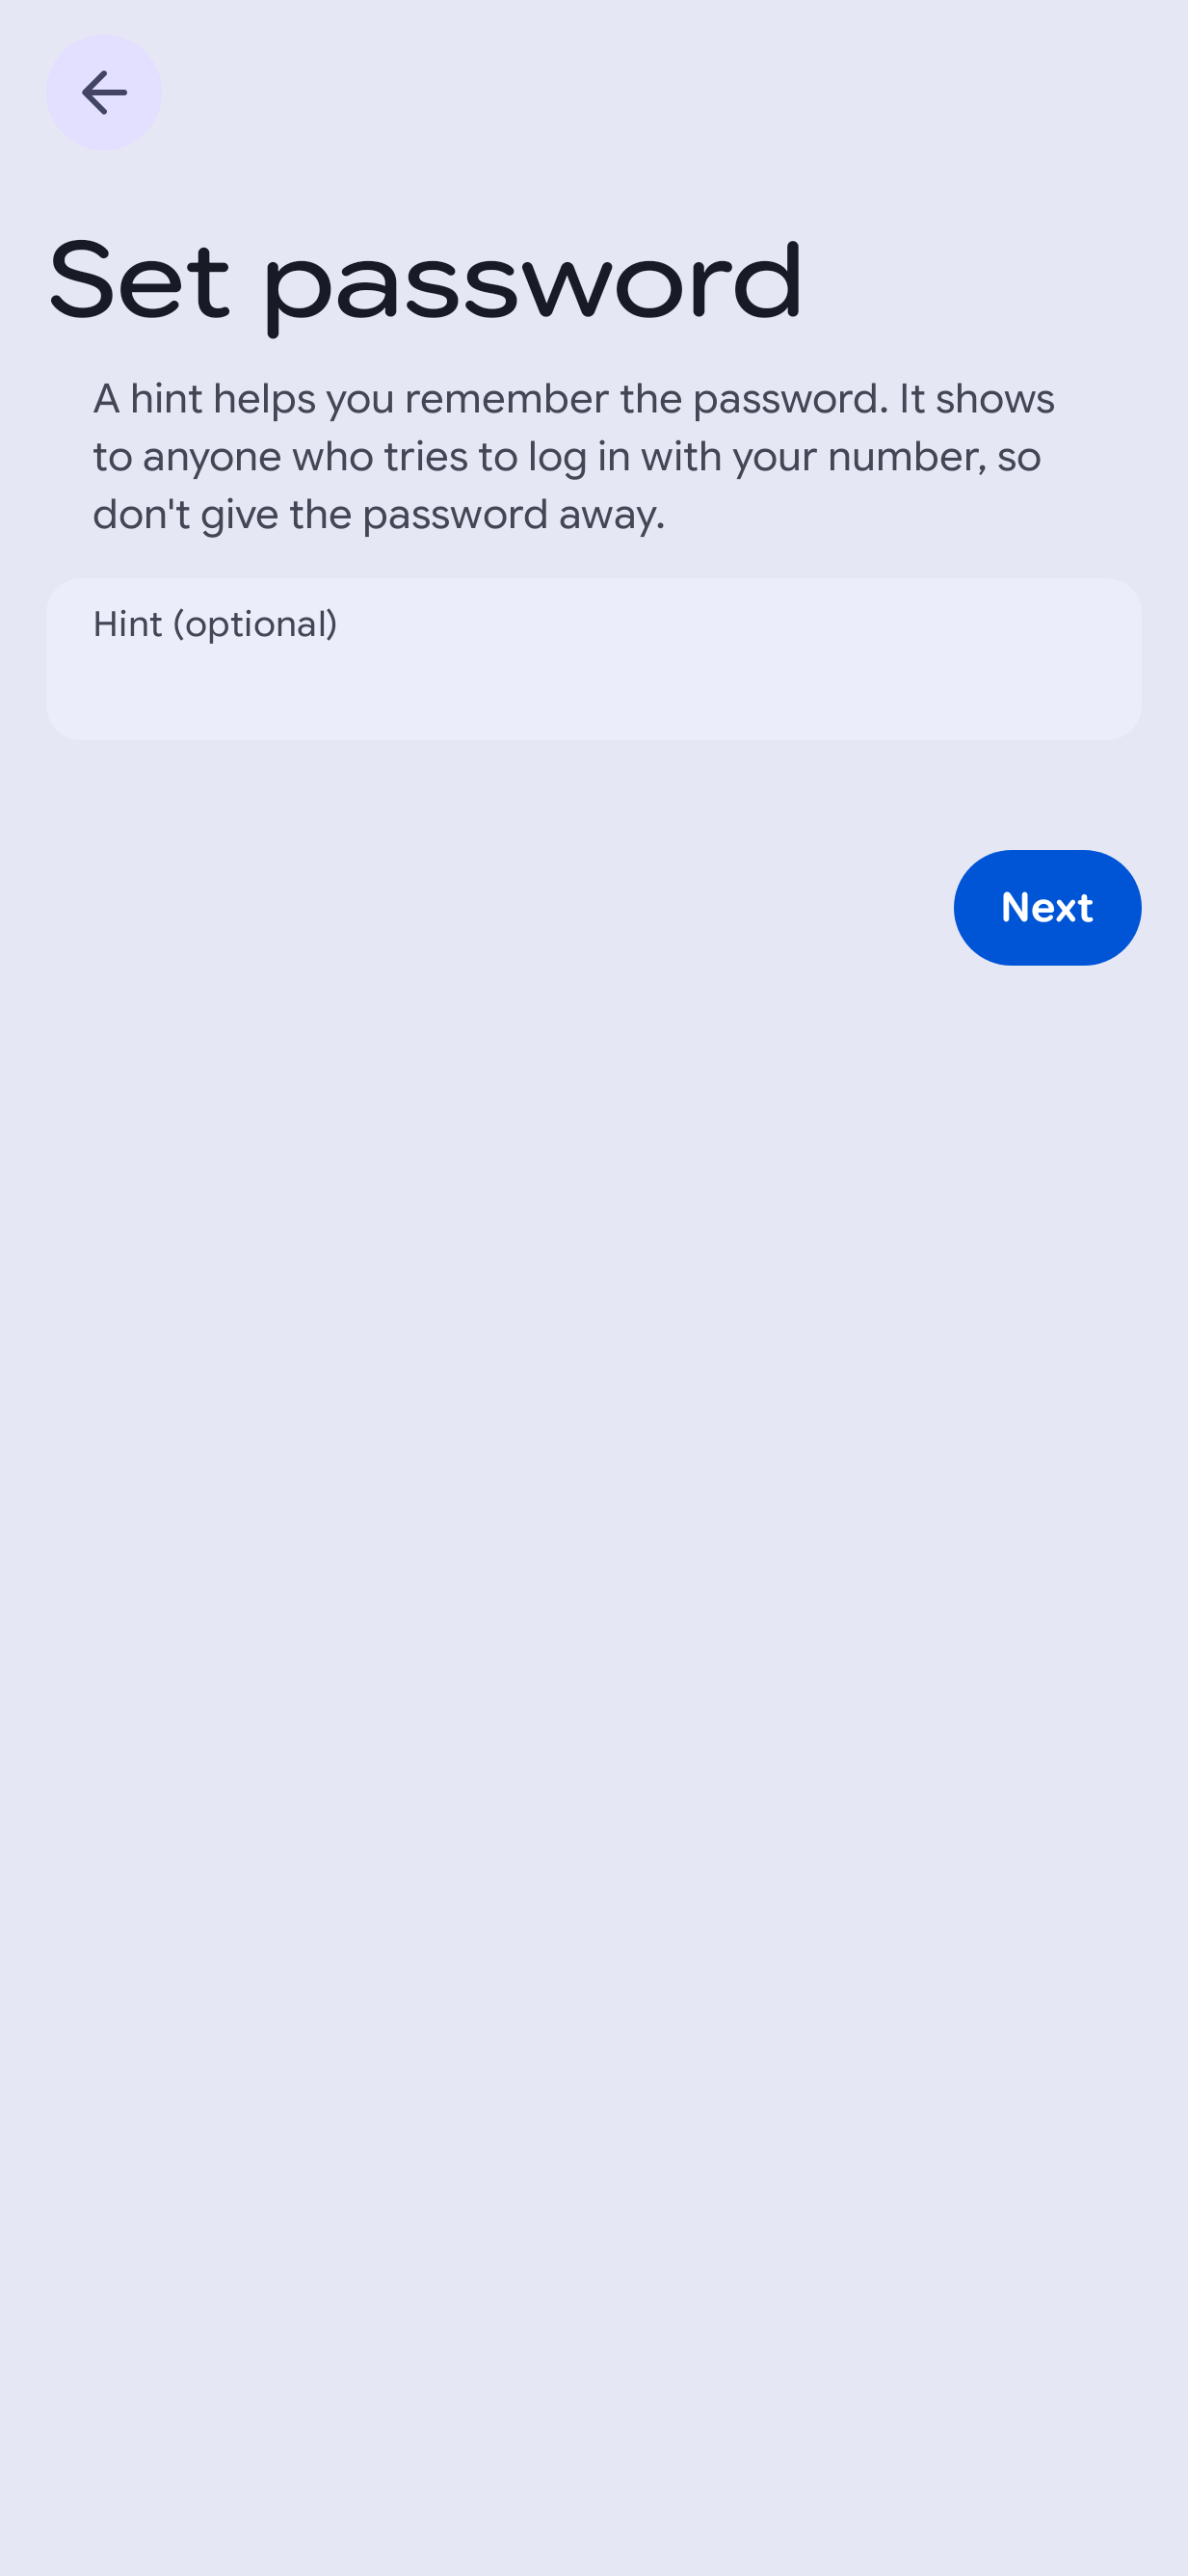 Set password
A hint helps you remember the password. It shows
to anyone who tries to log in with your number, so
don't give the password away.
Hint (optional)
Next